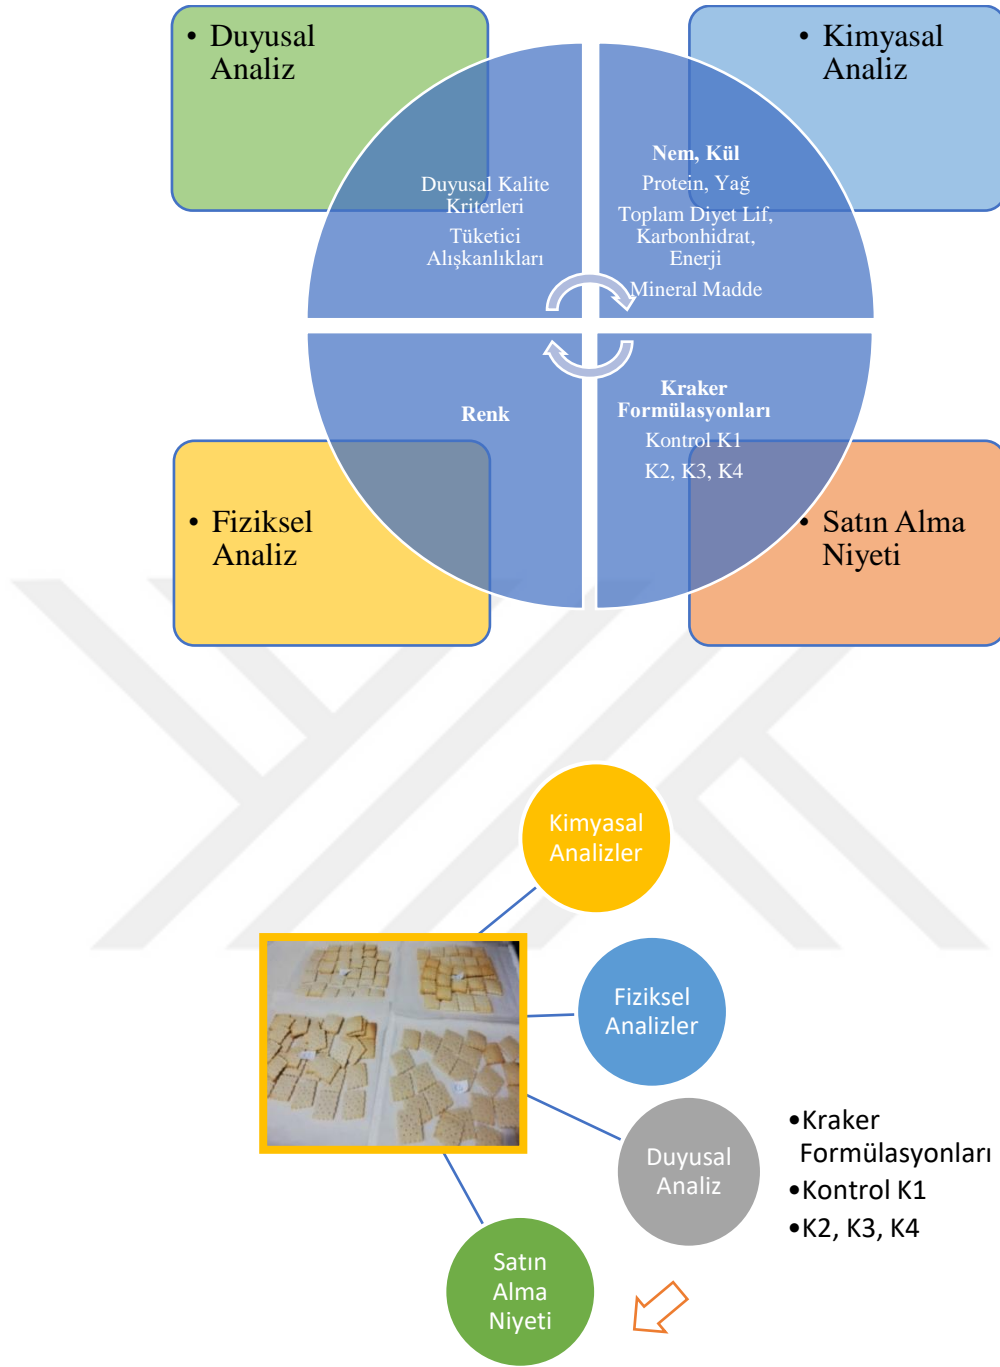 • Duyusal
Analiz
• Kimyasal
Analiz
Duyusal Kalite
Kriterleri
Tüketici
Alışkanlıkları
Nem, Kül
Protein, Yağ
Toplam Diyet Lif,
Karbonhidrat,
Enerji
Mineral Madde
Renk
Kraker
Formülasyonları
Kontrol K1
K2, K3, K4
• Fiziksel
Analiz
• Satın Alma
Niyeti
Kimyasal
Analizler
Fiziksel
Analizler
Duyusal
Analiz
•Kraker
Formülasyonları
•Kontrol K1
•K2, K3, K4
Satın
Alma
Niyeti